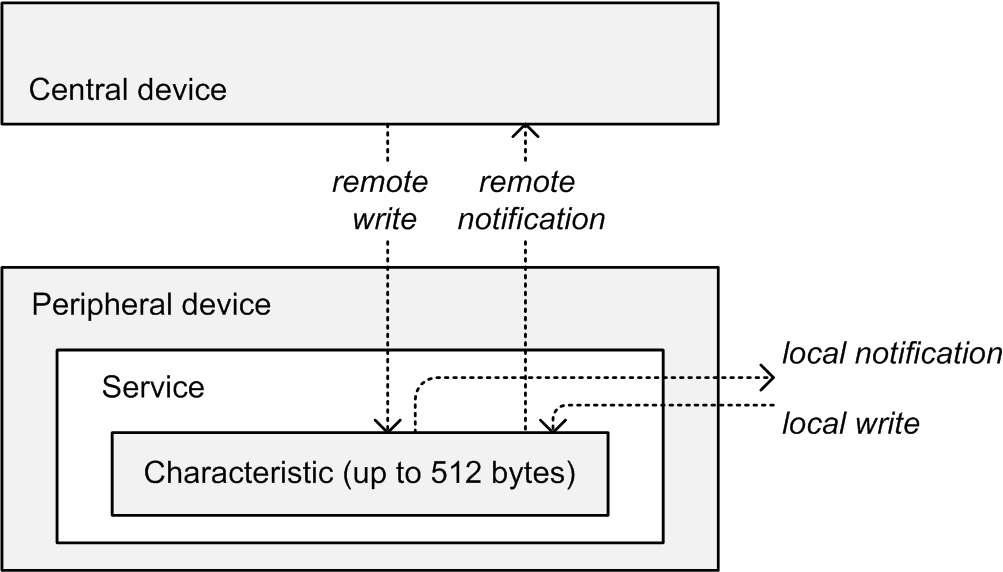 Central device
remote
write
remote
notification
Peripheral device
local notification
Service
local write
Characteristic (up to 512 bytes)